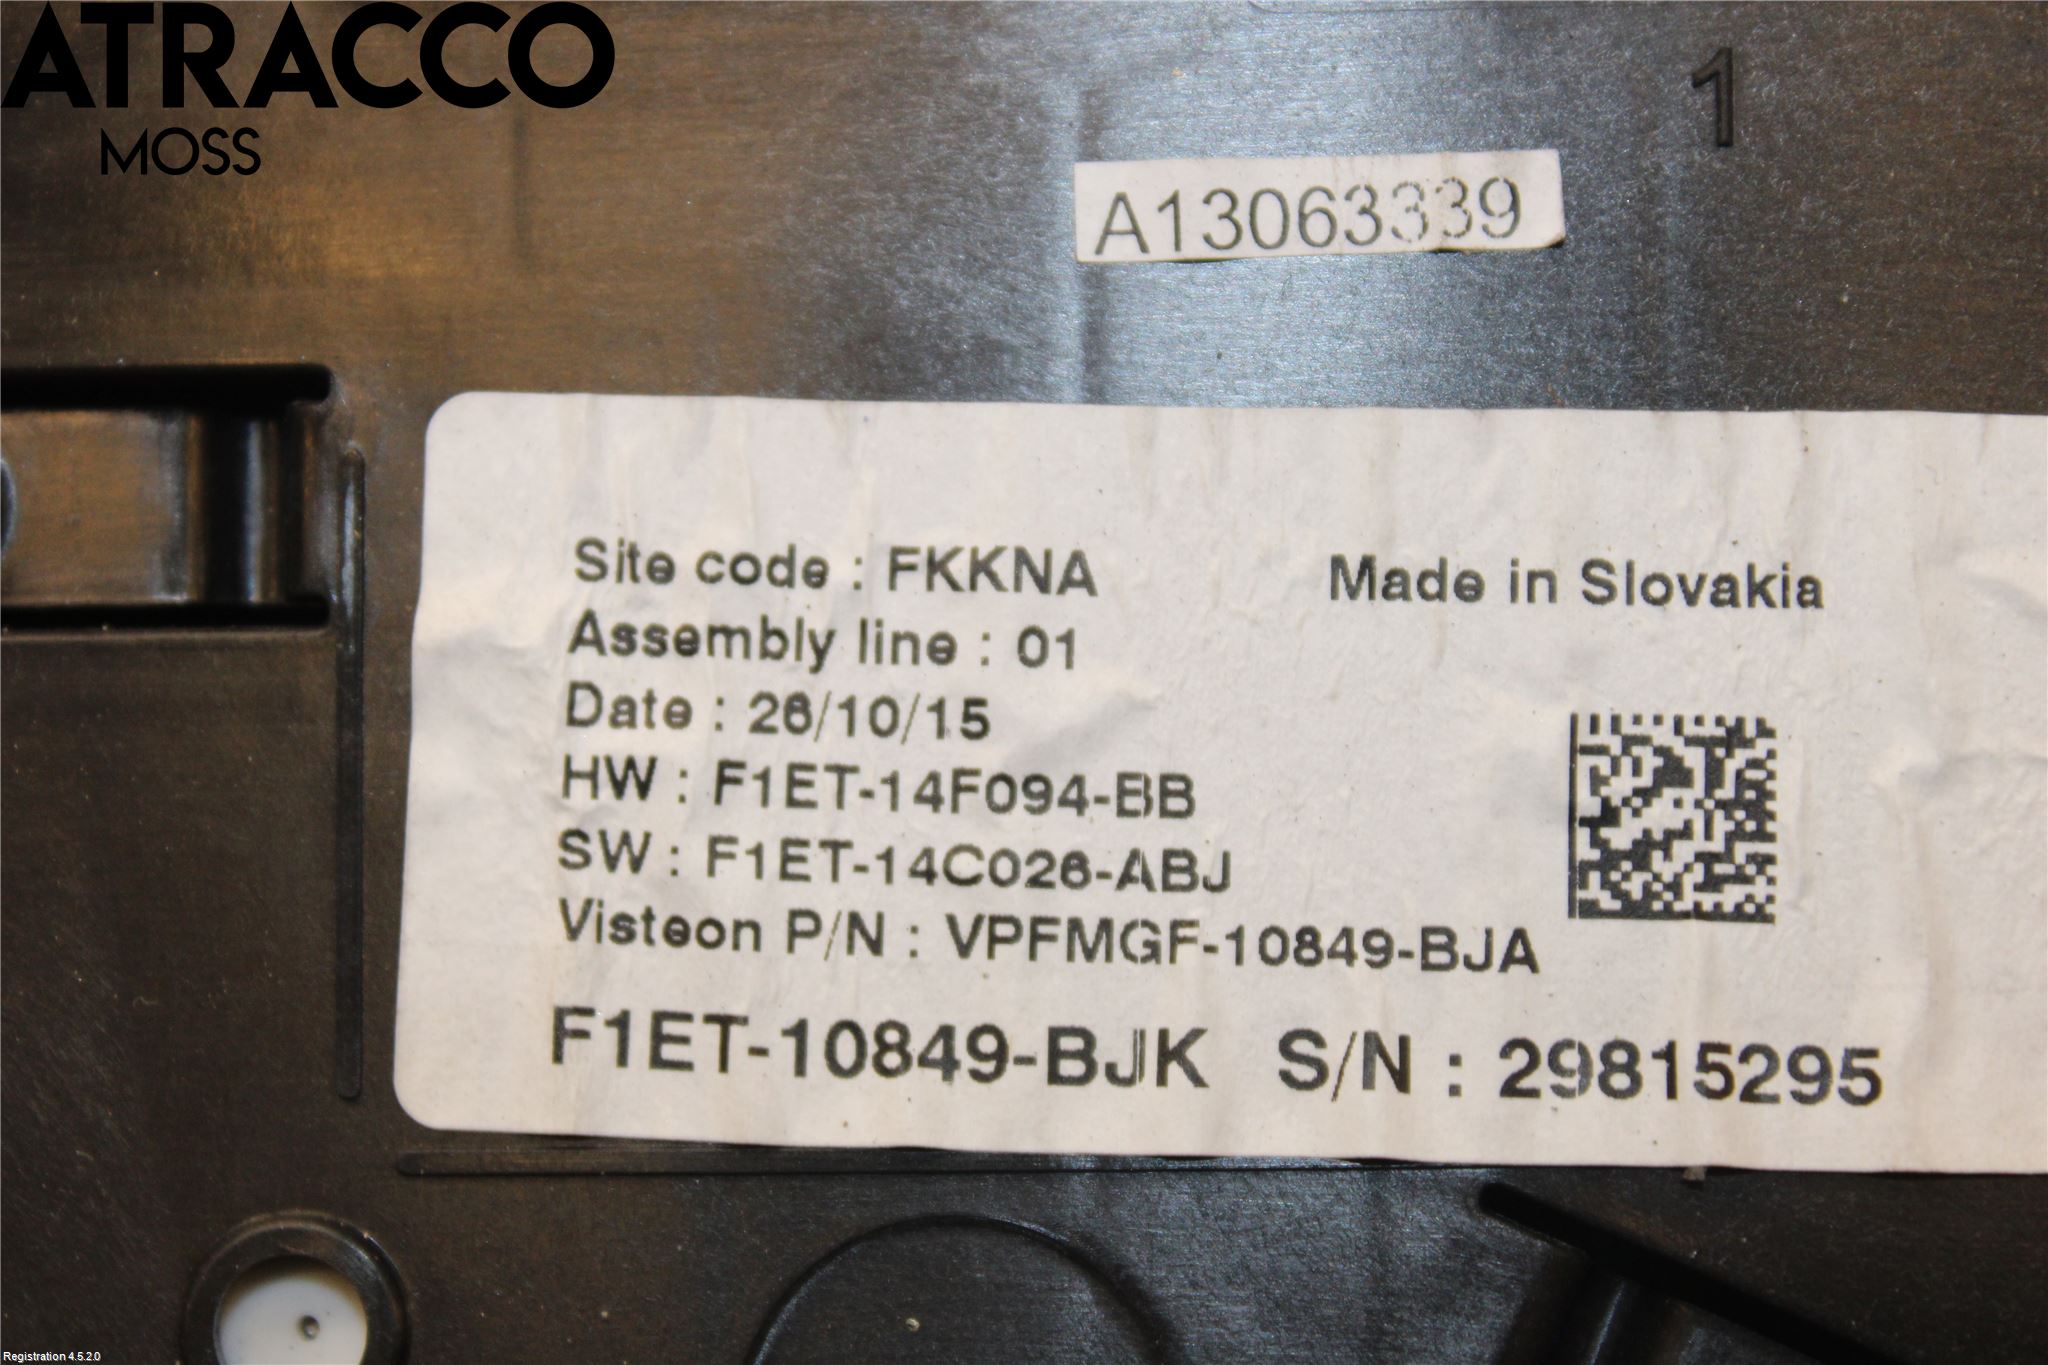 ATRACCO
MOSS
1
A13063339
Site code : FKKNA
Made in Slovakia
Assembly line : 01
Date : 26/10/15
HW : F1ET-14F094-BB
SW : F1ET-14C026-ABJ
Visteon P/N : VPFMGF-10849-BJA
F1ET-10849-BJK S/N : 29815295
Registration 4.5.2.0